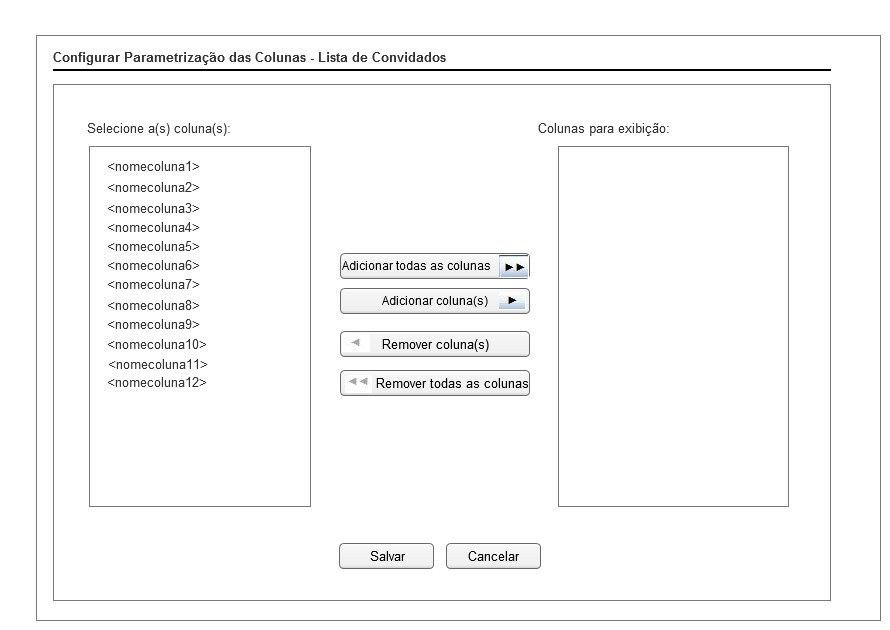 Configurar Parametrização das Colunas - Lista de Convidados
Selecione a(s) coluna(s):
<nomecoluna1>
<nomecoluna2>
<nomecoluna3>
<nomecoluna4>
<nomecoluna5>
<nomecoluna6>
<nomecoluna7>
<nomecoluna8>
<nomecoluna9>
<nomecoluna10>
<nomecoluna11>
<nomecoluna12>
Adicionar todas as colunas
Adicionar coluna(s)
Remover coluna(s)
Remover todas as colunas
Colunas para exibição:
Salvar
Cancelar